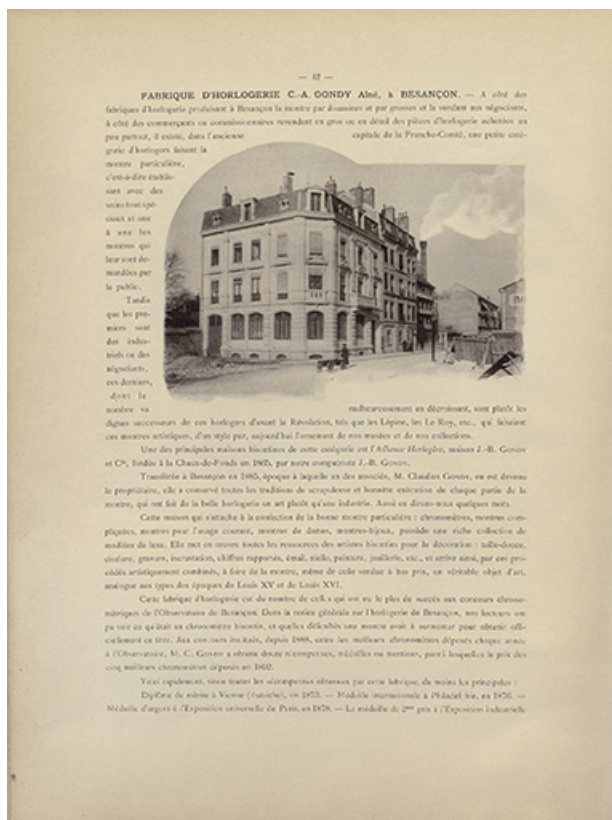 — 42 —
FABRIQUE D'HORLOGERIE C.-A. GONDY Aîné, à BESANÇON. — A côté des
fabriques d'horlogerie produisant à Besançon la montre par douzaines et par grosses et la vendant aux négociants,
à côté des commerçants ou commissionnaires revendant en gros ou en détail des pièces d'horlogerie achetées un
peu partout, il existe, dans l'ancienne capitale de la Franche-Comté, une petite caté-
gorie d'horlogers faisant la
montre particulière,
c'est-à-dire établis-
sant avec des
soins tout spé-
ciaux et une
à une les
montres qui
leur sont de-
mandées par
le public.
Tandis
que les pre-
miers sont
des indus-
triels ou des
négociants,
ces derniers,
dont le
nombre va malheureusement en décroissant, sont plutôt les
dignes successeurs de ces horlogers d'avant la Révolution, tels que les Lépine, les Le Roy, etc., qui faisaient
ces montres artistiques, d'un style pur, aujourd'hui l'ornement de nos musées et de nos collections.
Une des principales maisons bisontines de cette catégorie est l'Alliance Horlogère, maison J.-B. GONDY
et Cie, fondée à la Chaux-de-Fonds en 1865, par notre compatriote J.-B. GONDY.
Transférée à Besançon en 1885, époque à laquelle un des associés, M. Claudius GONDY, en est devenu
le propriétaire, elle a conservé toutes les traditions de scrupuleuse et honnête exécution de chaque partie de la
montre, qui ont fait de la belle horlogerie un art plutôt qu'une industrie. Aussi en dirons-nous quelques mots.
Cette maison qui s'attache à la confection de la bonne montre particulière : chronomètres, montres com-
pliquées, montres pour l'usage courant, montres de dames, montres-bijoux, possède une riche collection de
modèles de luxe. Elle met en œuvre toutes les ressources des artistes bisontins pour la décoration : taille-douce,
ciselure, gravure, incrustation, chiffres rapportés, émail, nielle, peinture, joaillerie, etc., et arrive ainsi, par ces pro-
cédés artistiquement combinés, à faire de la montre, même de celle vendue à bas prix, un véritable objet d'art,
analogue aux types des époques de Louis XV et de Louis XVI.
Cette fabrique d'horlogerie est du nombre de celles qui ont eu le plus de succès aux concours chrono-
métriques de l'Observatoire de Besançon. Dans la notice générale sur l'horlogerie de Besançon, nos lecteurs ont
pu voir ce qu'était un chronomètre bisontin, et quelles difficultés une montre avait à surmonter pour obtenir offi-
ciellement ce titre. Aux concours institués, depuis 1888, entre les meilleurs chronomètres déposés chaque année
à l'Observatoire, M. C. GONDY a obtenu douze récompenses, médailles ou mentions, parmi lesquelles le prix des
cinq meilleurs chronomètres déposés en 1892.
Voici rapidement, sinon toutes les récompenses obtenues par cette fabrique, du moins les principales :
Diplôme de mérite à Vienne (Autriche), en 1873. — Médaille internationale à Philadelphie, en 1876. —
Médaille d'argent à l'Exposition universelle de Paris, en 1878. — La médaille de 2me prix à l'Exposition industrielle